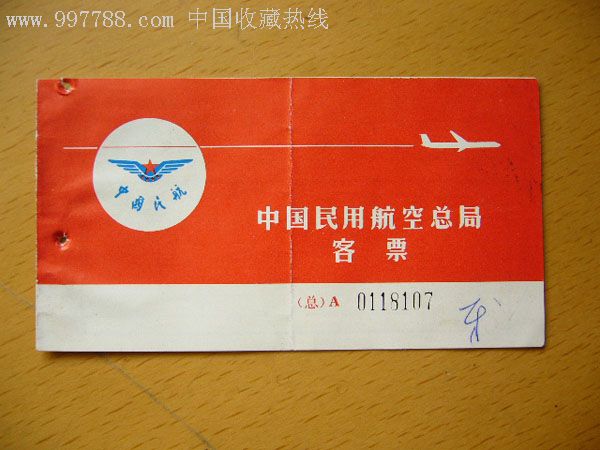 www.997788.com 中国收藏热线
中国民航
中国民用航空总局
客票
(总)A 0118107